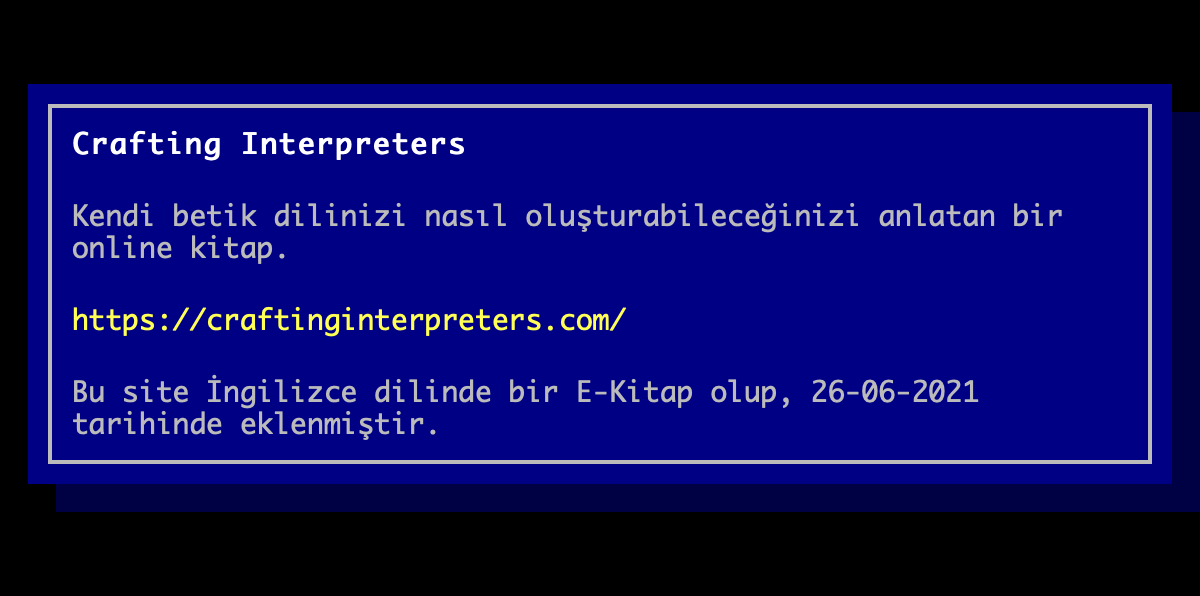 Crafting Interpreters
Kendi betik dilinizi nasıl oluşturabileceğinizi anlatan bir
online kitap.
https://craftinginterpreters.com/
Bu site İngilizce dilinde bir E-Kitap olup, 26-06-2021
tarihinde eklenmiştir.